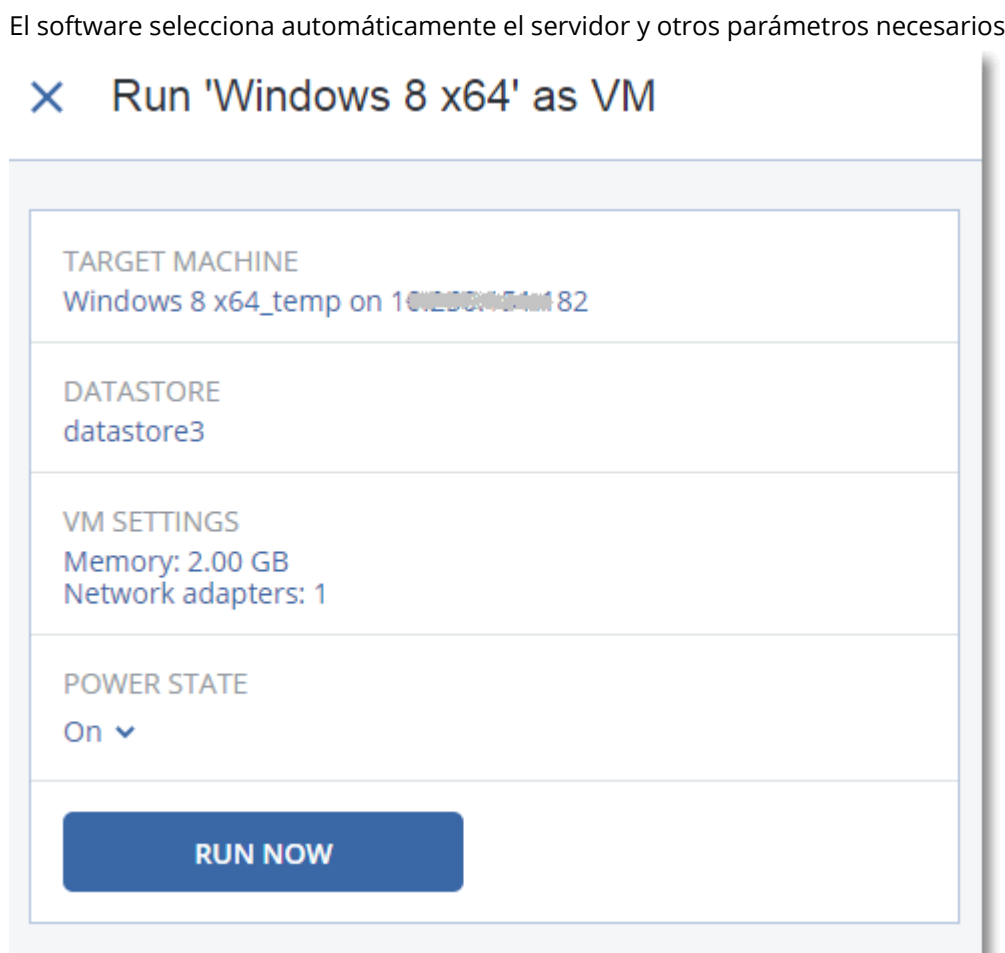 El software selecciona automáticamente el servidor y otros parámetros necesarios
Run 'Windows 8 x64' as VM
TARGET MACHINE
Windows 8 x64_temp on 182
DATASTORE
datastore3
VM SETTINGS
Memory: 2.00 GB
Network adapters: 1
POWER STATE
On
RUN NOW